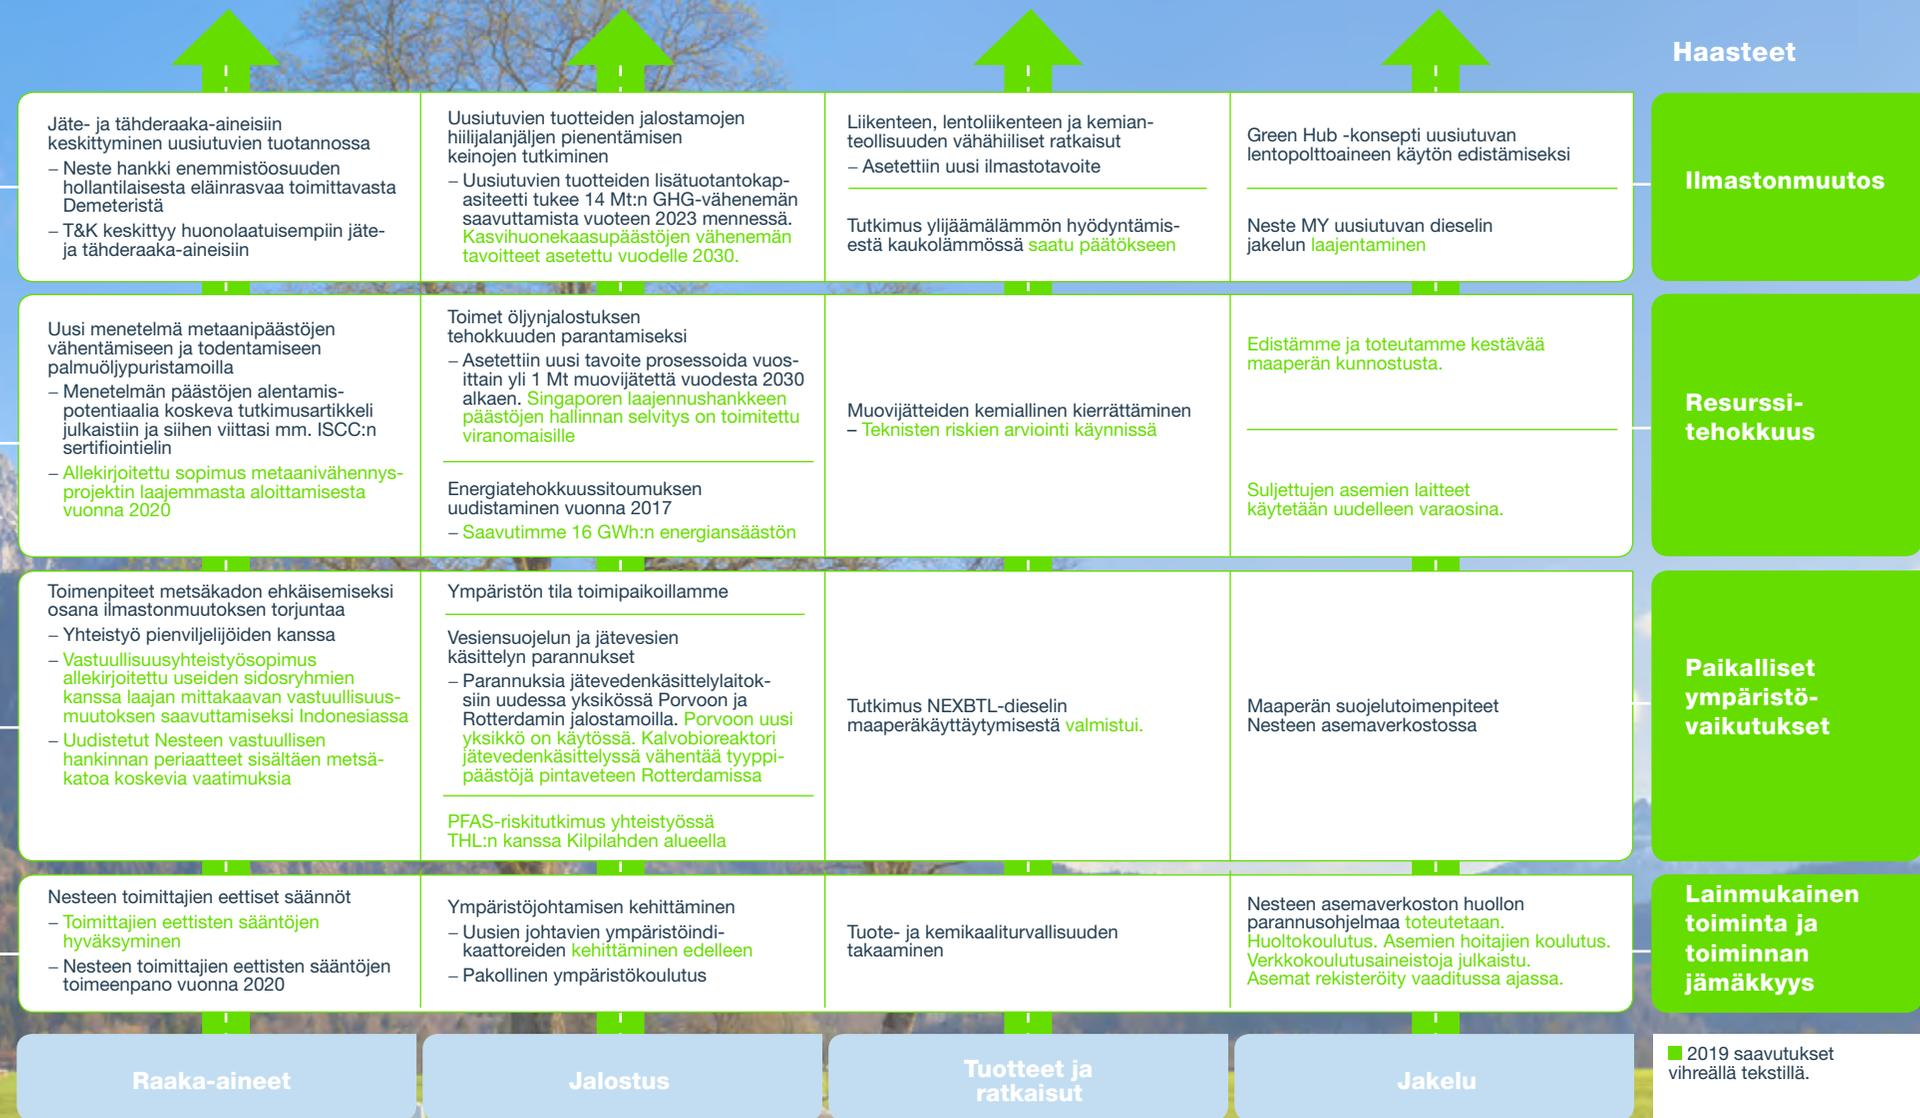 Haasteet
Jäte- ja tähderaaka-aineisiin
keskittyminen uusiutuvien tuotannossa
– Neste hankki enemmistöosuuden
hollantilaisesta eläinrasvaa toimittavasta
Demeteristä
– T&K keskittyy huonolaatuisempiin jäte-
ja tähderaaka-aineisiin
Uusiutuvien tuotteiden jalostamojen
hiilijalanjäljen pienentämisen
keinojen tutkiminen
– Uusiutuvien tuotteiden lisätuotantokap-
asiteetti tukee 14 Mt:n GHG-vähenemän
saavuttamista vuoteen 2023 mennessä.
Kasvihuonekaasupäästöjen vähenemän
tavoitteet asetettu vuodelle 2030.
Liikenteen, lentoliikenteen ja kemian-
teollisuuden vähähiiliset ratkaisut
– Asetettiin uusi ilmastotavoite
Tutkimus ylijäämälämmön hyödyntämis-
estä kaukolämmössä saatu päätökseen
Green Hub -konsepti uusiutuvan
lentopolttoaineen käytön edistämiseksi
Neste MY uusiutuvan dieselin
jakelun laajentaminen
Ilmastonmuutos
Uusi menetelmä metaanipäästöjen
vähentämiseen ja todentamiseen
palmuöljypuristamoilla
– Menetelmän päästöjen alentamis-
potentiaalia koskeva tutkimusartikkeli
julkaistiin ja siihen viittasi mm. ISCC:n
sertifiointielin
– Allekirjoitettu sopimus metaanivähennys-
projektin laajemmasta aloittamisesta
vuonna 2020
Toimet öljynjalostuksen
tehokkuuden parantamiseksi
– Asetettiin uusi tavoite prosessoida vuos-
ittain yli 1 Mt muovijätettä vuodesta 2030
alkaen. Singaporen laajennushankkeen
päästöjen hallinnan selvitys on toimitettu
viranomaisille
Energiatehokkuussitoumuksen
uudistaminen vuonna 2017
– Saavutimme 16 GWh:n energiansäästön
Muovijätteiden kemiallinen kierrättäminen
– Teknisten riskien arviointi käynnissä
Edistämme ja toteutamme kestävää
maaperän kunnostusta.
Suljettujen asemien laitteet
käytetään uudelleen varaosina.
Resurssi-
tehokkuus
Toimenpiteet metsäkadon ehkäisemiseksi
osana ilmastonmuutoksen torjuntaa
– Yhteistyö pienviljelijöiden kanssa
– Vastuullisuusyhteistyösopimus
allekirjoitettu useiden sidosryhmien
kanssa laajan mittakaavan vastuullisuus-
muutoksen saavuttamiseksi Indonesiassa
– Uudistetut Nesteen vastuullisen
hankinnan periaatteet sisältäen metsä-
katoa koskevia vaatimuksia
Ympäristön tila toimipaikoillamme
Vesiensuojelun ja jätevesien
käsittelyn parannukset
– Parannuksia jätevedenkäsittelylaitok-
siin uudessa yksikössä Porvoon ja
Rotterdamin jalostamoilla. Porvoon uusi
yksikkö on käytössä. Kalvobioreaktori
jätevedenkäsittelyssä vähentää tyyppi-
päästöjä pintaveteen Rotterdamissa
PFAS-riskitutkimus yhteistyössä
THL:n kanssa Kilpilahden alueella
Tutkimus NEXBTL-dieselin
maaperäkäyttäytymisestä valmistui.
Maaperän suojelutoimenpiteet
Nesteen asemaverkostossa
Paikalliset
ympäristö-
vaikutukset
Nesteen toimittajien eettiset säännöt
– Toimittajien eettisten sääntöjen
hyväksyminen
– Nesteen toimittajien eettisten sääntöjen
toimeenpano vuonna 2020
Ympäristöjohtamisen kehittäminen
– Uusien johtavien ympäristöindi-
kaattoreiden kehittäminen edelleen
– Pakollinen ympäristökoulutus
Tuote- ja kemikaaliturvallisuuden
takaaminen
Nesteen asemaverkoston huollon
parannusohjelmaa toteutetaan.
Huoltokoulutus. Asemien hoitajien koulutus.
Verkkokoulutusaineistoja julkaistu.
Asemat rekisteröity vaaditussa ajassa.
Lainmukainen
toiminta ja
toiminnan
jämäkkyys
Raaka-aineet
Jalostus
Tuotteet ja
ratkaisut
Jakelu
2019 saavutukset
vihreällä tekstillä.